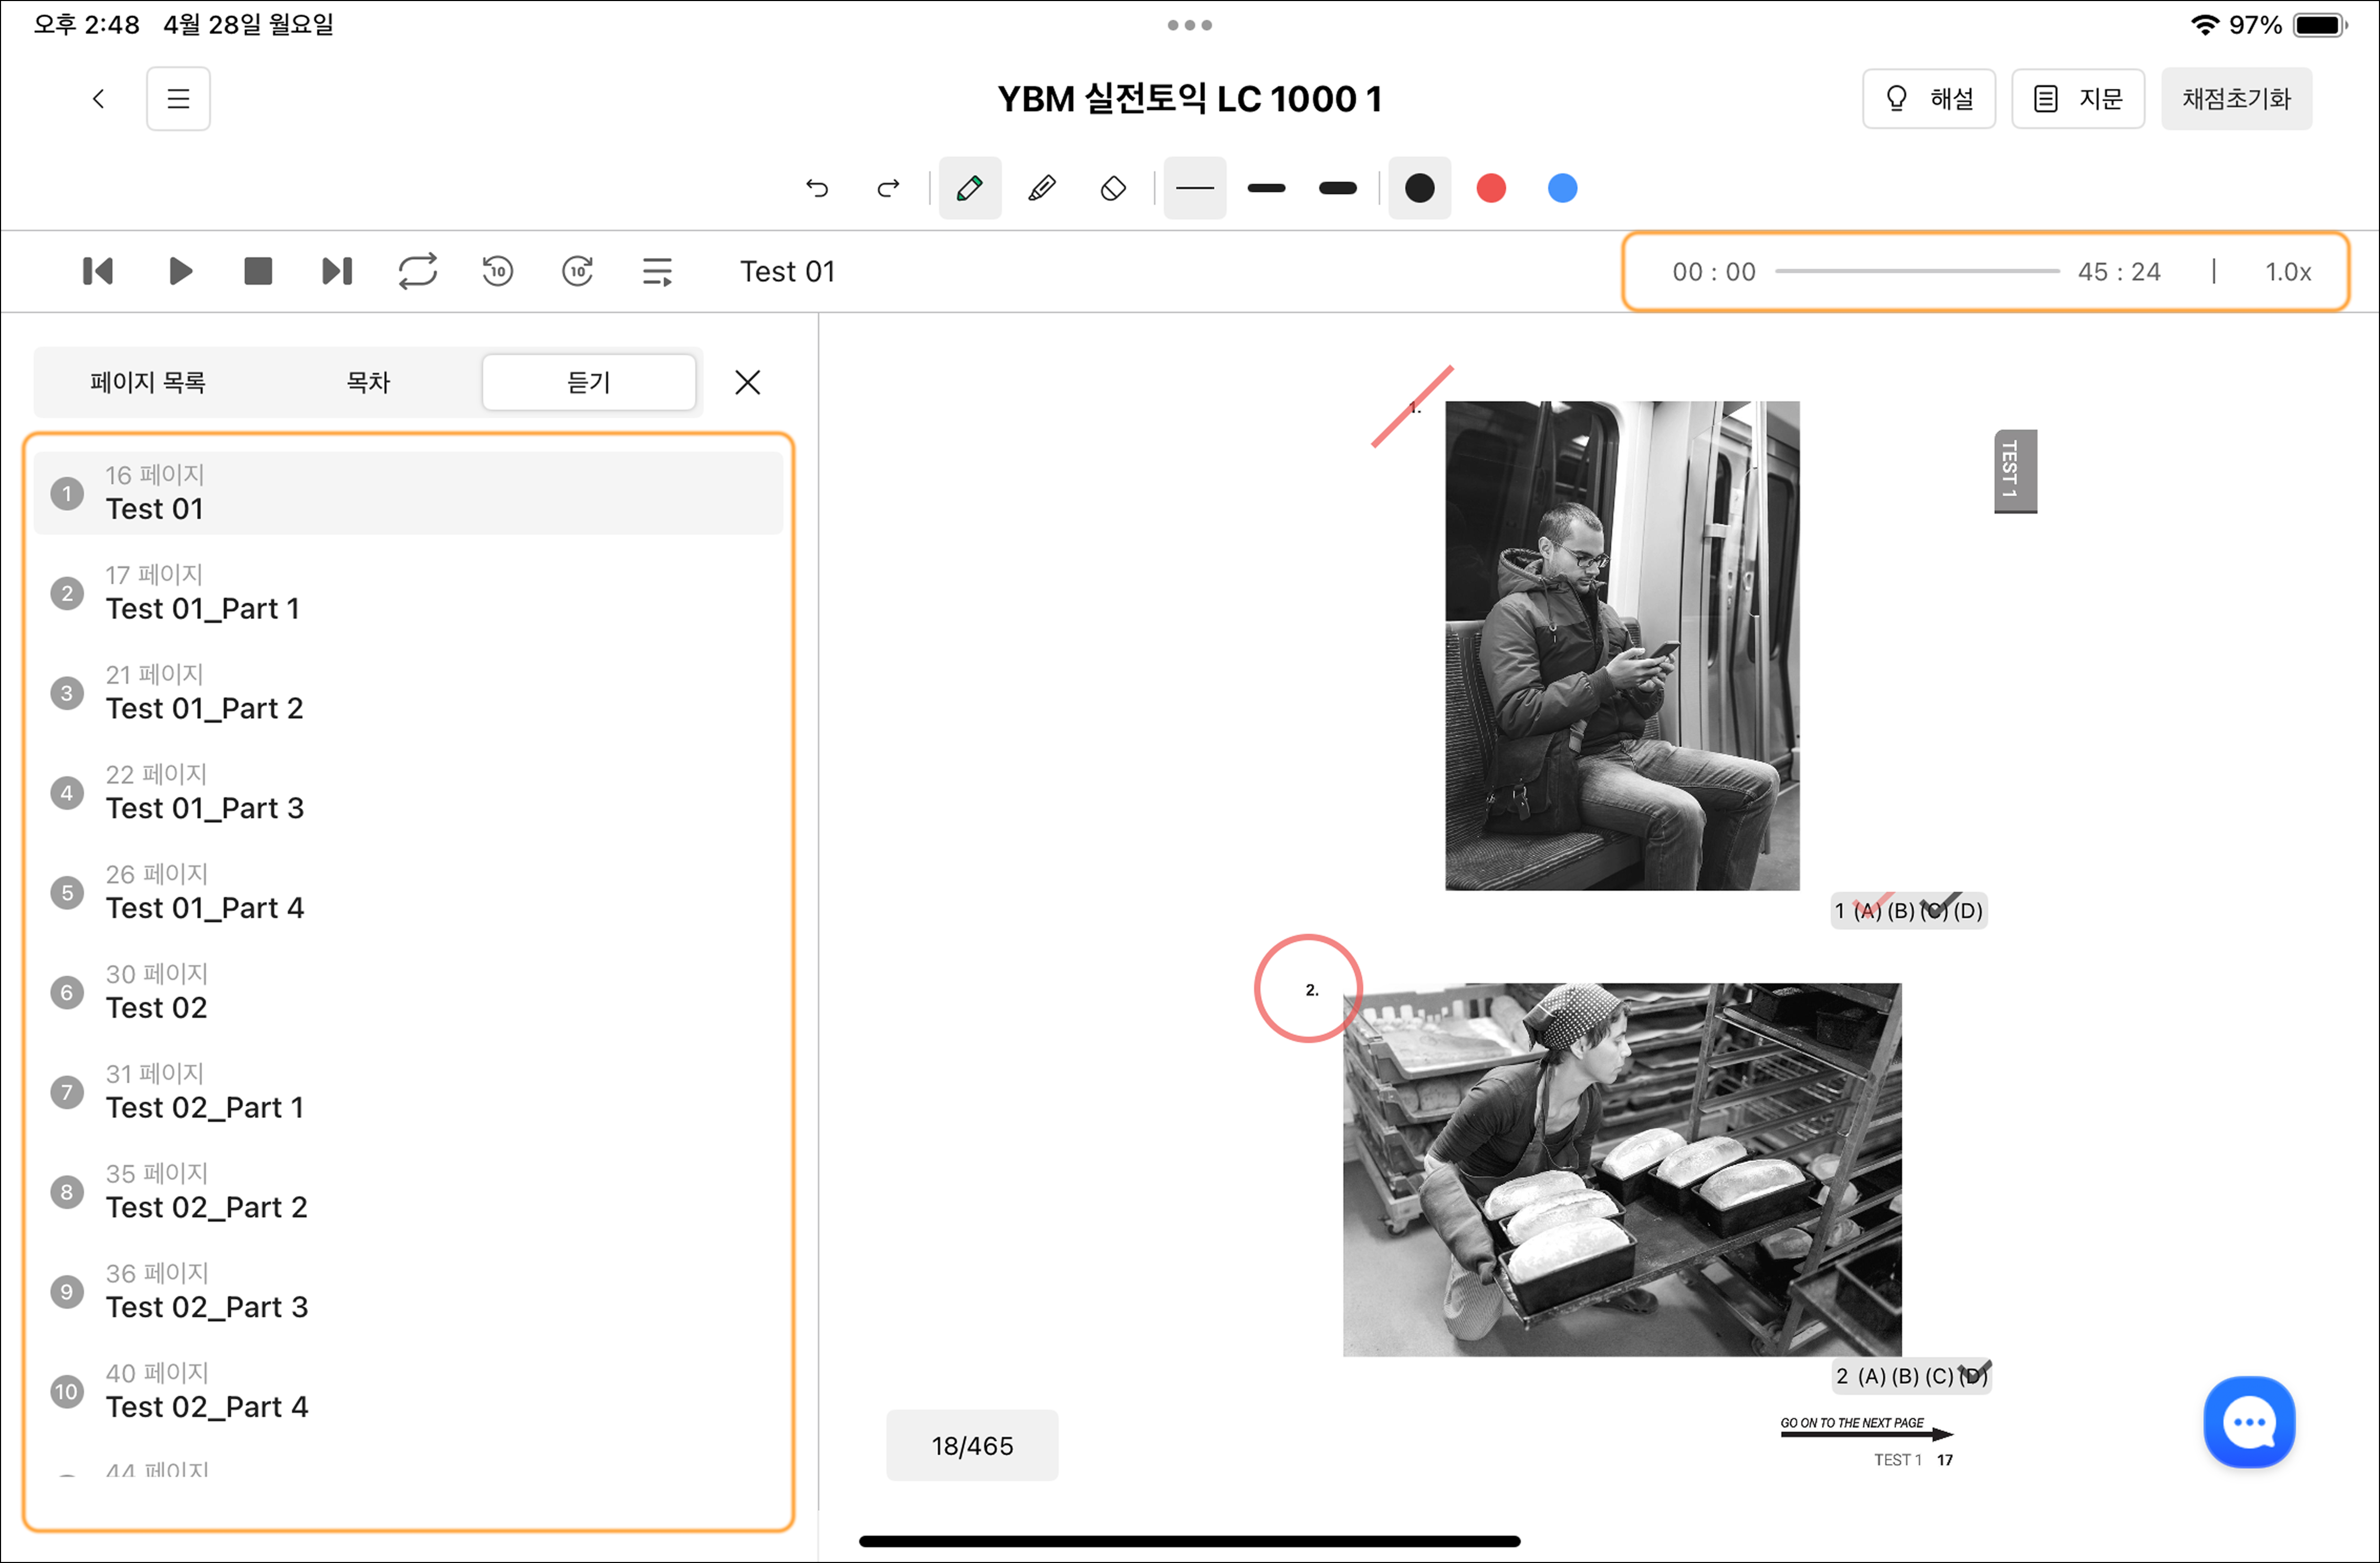 오후 2:48 4월 28일 월요일
97%
YBM 실전토익 LC 1000 1
해설
지문
채점초기화
10
10
Test 01
00 : 00
45 : 24
1.0x
페이지 목록
목차
듣기
1
16 페이지
Test 01
2
17 페이지
Test 01_Part 1
3
21 페이지
Test 01_Part 2
4
22 페이지
Test 01_Part 3
5
26 페이지
Test 01_Part 4
6
30 페이지
Test 02
7
31 페이지
Test 02_Part 1
8
35 페이지
Test 02_Part 2
9
36 페이지
Test 02_Part 3
10
40 페이지
Test 02_Part 4
44 페이지
1.
TEST 1
1 (A) (B) (C) (D)
2.
2 (A) (B) (C) (D)
GO ON TO THE NEXT PAGE
TEST 1 17
18/465